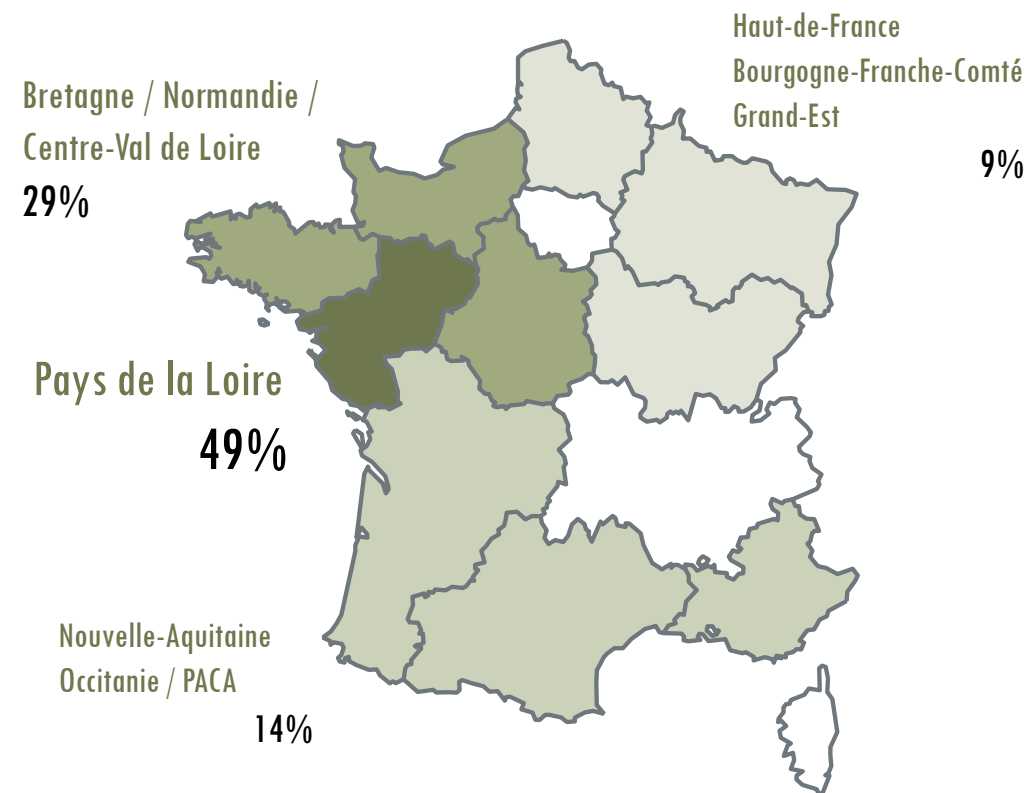 Haut-de-France
Bourgogne-Franche-Comté
Grand-Est
9%
Bretagne / Normandie /
Centre-Val de Loire
29%
Pays de la Loire
49%
Nouvelle-Aquitaine
Occitanie / PACA
14%